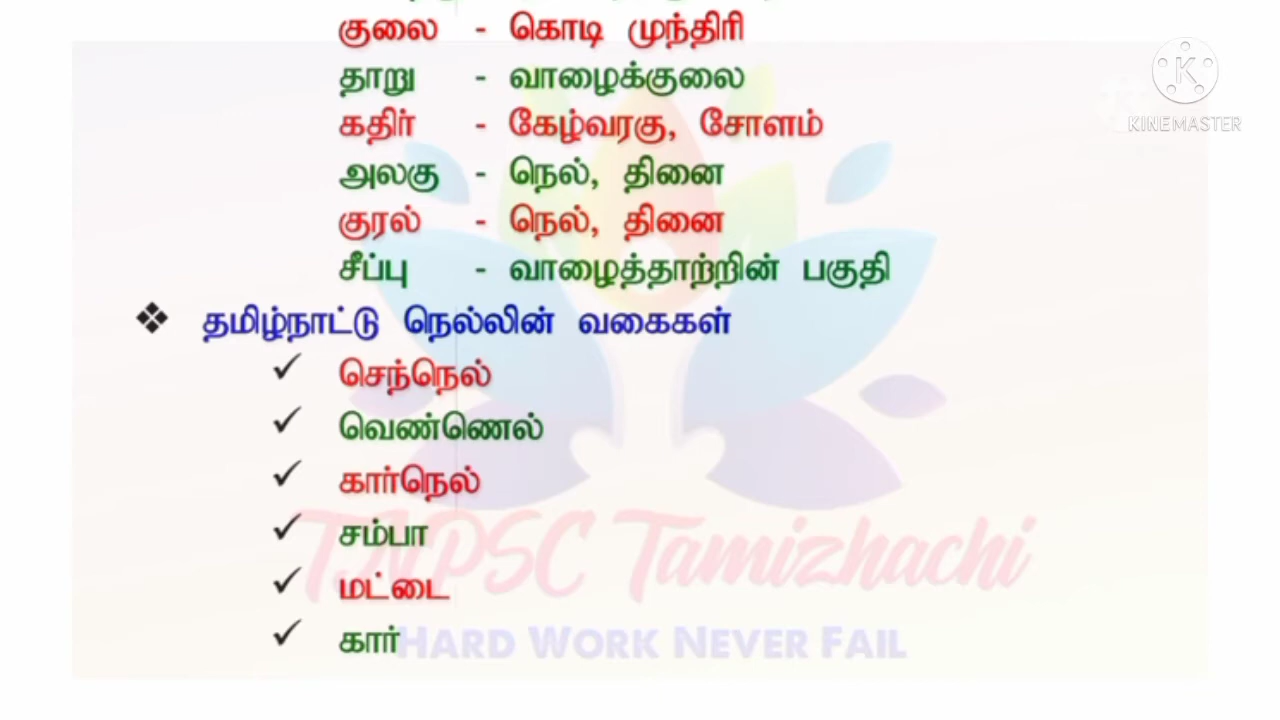 குலை - கொடி முந்திரி
தாறு - வாழைக்குலை
கதிர் - கேழ்வரகு, சோளம்
அலகு - நெல், தினை
குரல் - நெல், தினை
சீப்பு - வாழைத்தாற்றின் பகுதி
❖ தமிழ்நாட்டு நெல்லின் வகைகள்
✓ செந்நெல்
✓ வெண்ணெல்
✓ கார்நெல்
✓ சம்பா
✓ மட்டை
✓ கார்
K
KINEMASTER
TNPSC Tamizhachi
HARD WORK NEVER FAIL